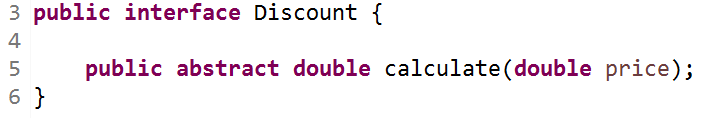 3 public interface Discount {
4
5     public abstract double calculate(double price);
6 }